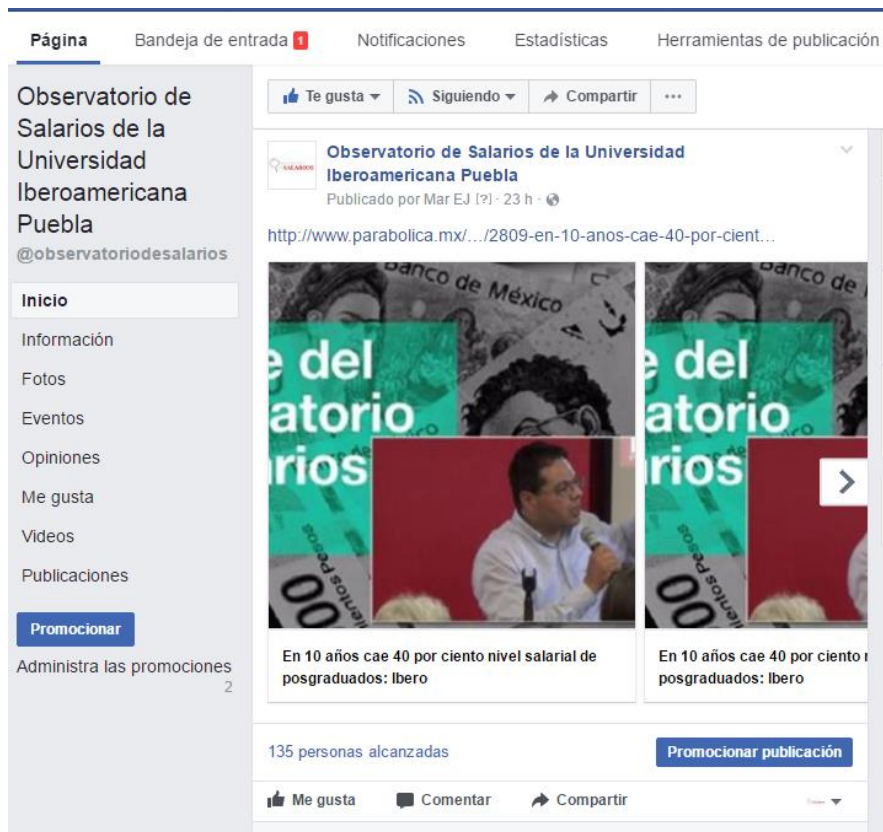 Página Bandeja de entrada 1 Notificaciones Estadísticas Herramientas de publicación
Observatorio de
Salarios de la
Universidad
Iberoamericana
Puebla
@observatoriodesalarios
Inicio
Información
Fotos
Eventos
Opiniones
Me gusta
Videos
Publicaciones
Promocionar
Administra las promociones
2
Te gusta Siguiendo Compartir ...
SALARIOS
Observatorio de Salarios de la Universidad
Iberoamericana Puebla
Publicado por Mar EJ [?] · 23 h ·
http://www.parabolica.mx/.../2809-en-10-anos-cae-40-por-cient...
Banco de México
e del
atorio
rios
Pesos
00
En 10 años cae 40 por ciento nivel salarial de
posgraduados: Ibero
Banco de
e del
atorio
rios
Pesos
00
En 10 años cae 40 por ciento
posgraduados: Ibero
135 personas alcanzadas Promocionar publicación
Me gusta Comentar Compartir